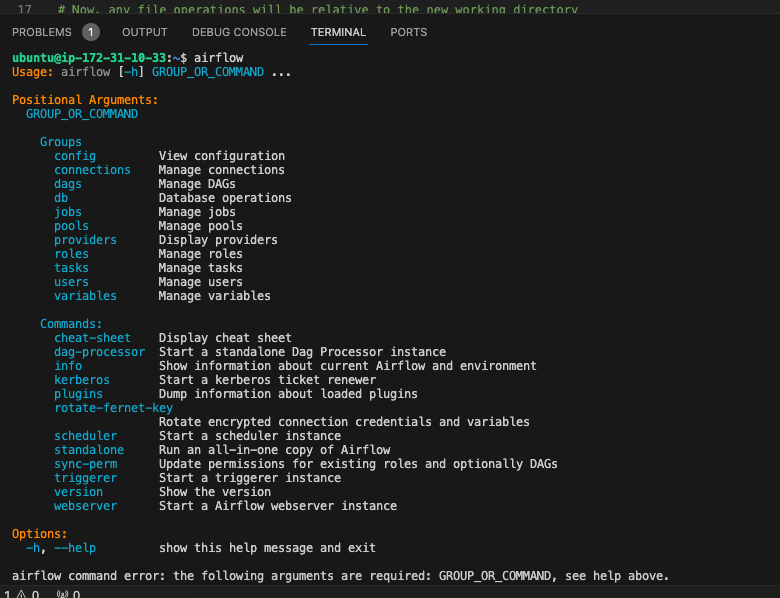 17 # Now, any file operations will be relative to the new working directory
PROBLEMS 1 OUTPUT DEBUG CONSOLE TERMINAL PORTS
ubuntu@ip-172-31-10-33:~$ airflow
Usage: airflow [-h] GROUP_OR_COMMAND ...
Positional Arguments:
GROUP_OR_COMMAND
Groups
config View configuration
connections Manage connections
dags Manage DAGs
db Database operations
jobs Manage jobs
pools Manage pools
providers Display providers
roles Manage roles
tasks Manage tasks
users Manage users
variables Manage variables
Commands:
cheat-sheet Display cheat sheet
dag-processor Start a standalone Dag Processor instance
info Show information about current Airflow and environment
kerberos Start a kerberos ticket renewer
plugins Dump information about loaded plugins
rotate-fernet-key
Rotate encrypted connection credentials and variables
scheduler Start a scheduler instance
standalone Run an all-in-one copy of Airflow
sync-perm Update permissions for existing roles and optionally DAGs
triggerer Start a triggerer instance
version Show the version
webserver Start a Airflow webserver instance
Options:
-h, --help show this help message and exit
airflow command error: the following arguments are required: GROUP_OR_COMMAND, see help above.
1 0 0